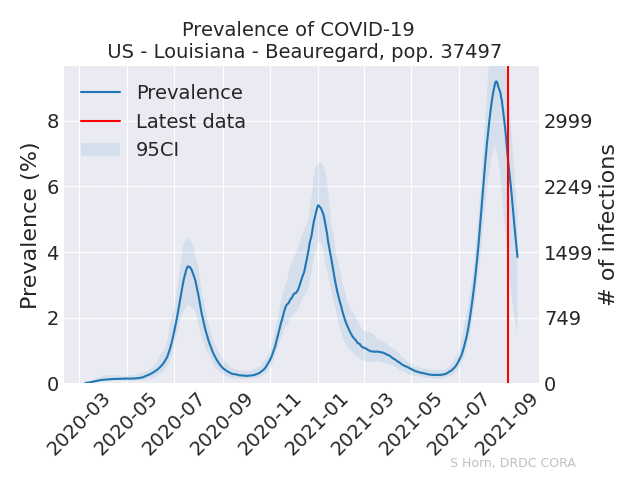 Prevalence of COVID-19
US - Louisiana - Beauregard, pop. 37497
Prevalence
Latest data
95CI
Prevalence (%)
8
6
4
2
0
2999
2249
1499
749
0
# of infections
2020-03
2020-05
2020-07
2020-09
2020-11
2021-01
2021-03
2021-05
2021-07
2021-09
S Horn, DRDC CORA